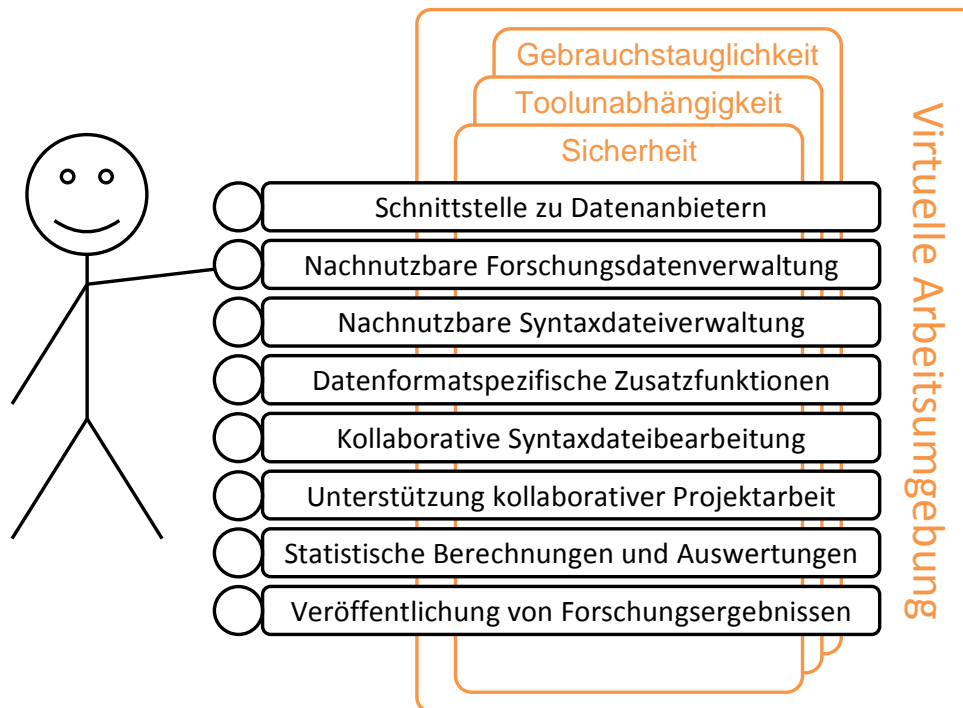 Gebrauchstauglichkeit
Toolunabhängigkeit
Sicherheit
Schnittstelle zu Datenanbietern
Nachnutzbare Forschungsdatenverwaltung
Nachnutzbare Syntaxdateiverwaltung
Datenformatspezifische Zusatzfunktionen
Kollaborative Syntaxdateibearbeitung
Unterstützung kollaborativer Projektarbeit
Statistische Berechnungen und Auswertungen
Veröffentlichung von Forschungsergebnissen
Virtuelle Arbeitsumgebung